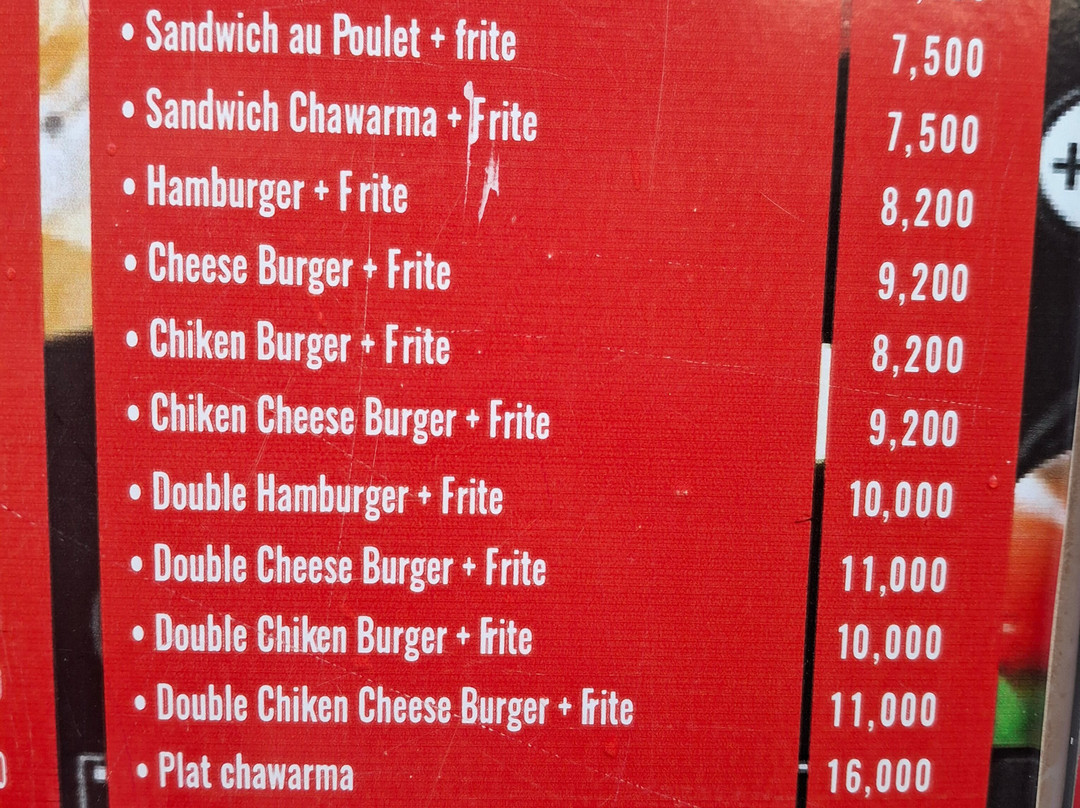 • Sandwich au Poulet + frite 7,500
• Sandwich Chawarma + Frite 7,500
• Hamburger + Frite 8,200
• Cheese Burger + Frite 9,200
• Chiken Burger + Frite 8,200
• Chiken Cheese Burger + Frite 9,200
• Double Hamburger + Frite 10,000
• Double Cheese Burger + Frite 11,000
• Double Chiken Burger + Frite 10,000
• Double Chiken Cheese Burger + Frite 11,000
• Plat chawarma 16,000